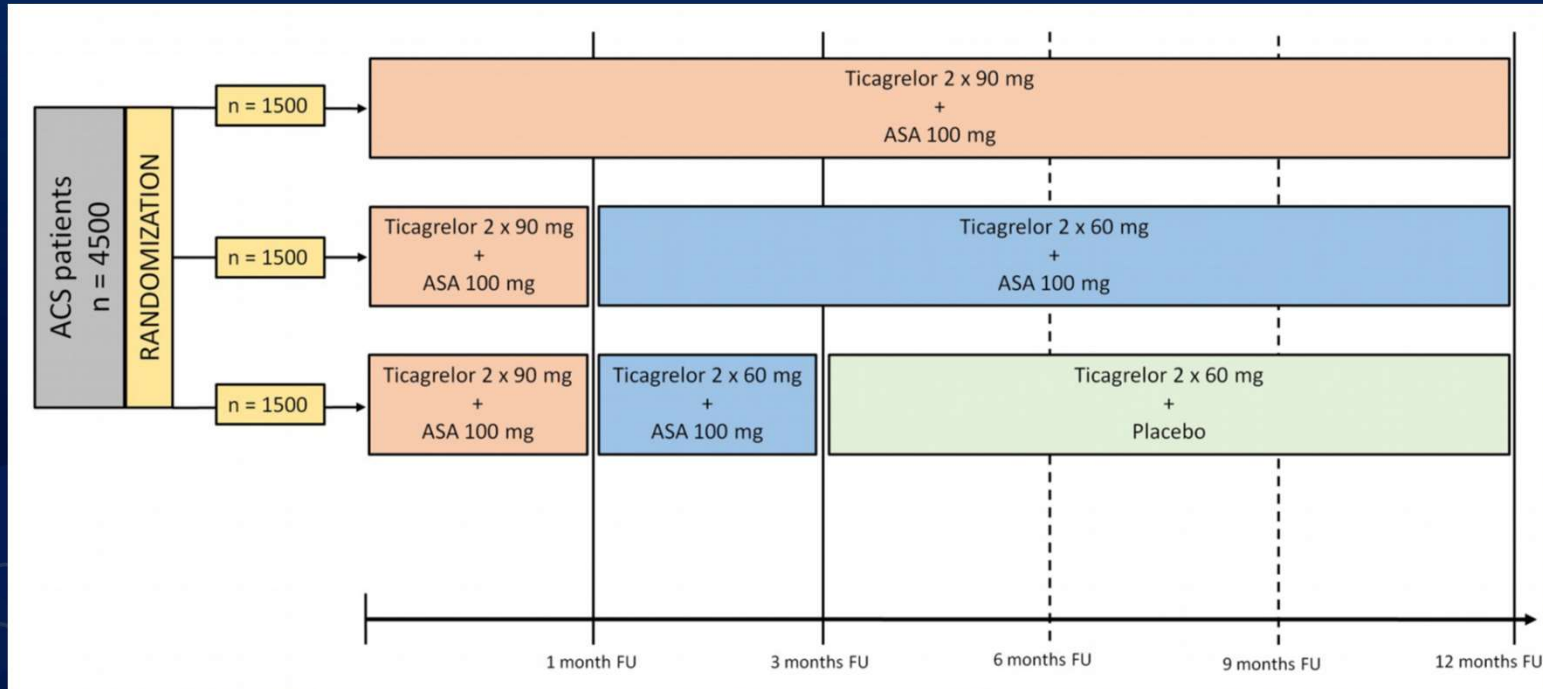 ACS patients
n = 4500
RANDOMIZATION
n = 1500
Ticagrelor 2 x 90 mg
+
ASA 100 mg
n = 1500
Ticagrelor 2 x 90 mg
+
ASA 100 mg
Ticagrelor 2 x 60 mg
+
ASA 100 mg
n = 1500
Ticagrelor 2 x 90 mg
+
ASA 100 mg
Ticagrelor 2 x 60 mg
+
ASA 100 mg
Ticagrelor 2 x 60 mg
+
Placebo
1 month FU
3 months FU
6 months FU
9 months FU
12 months FU